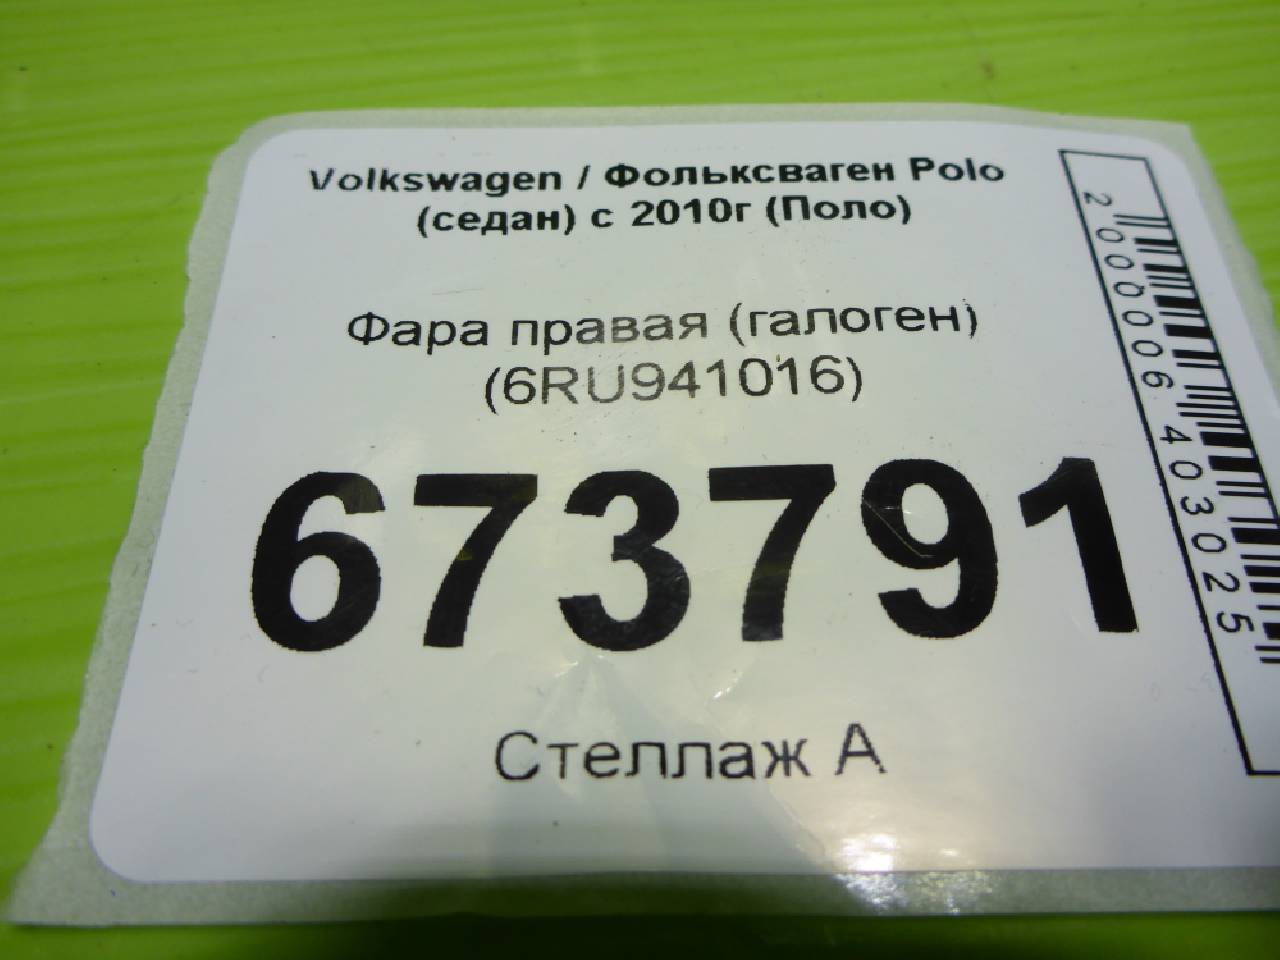 Volkswagen / Фольксваген Polo
(седан) с 2010г (Поло)
Фара правая (галоген)
(6RU941016)
673791
Стеллаж А
2000006403025